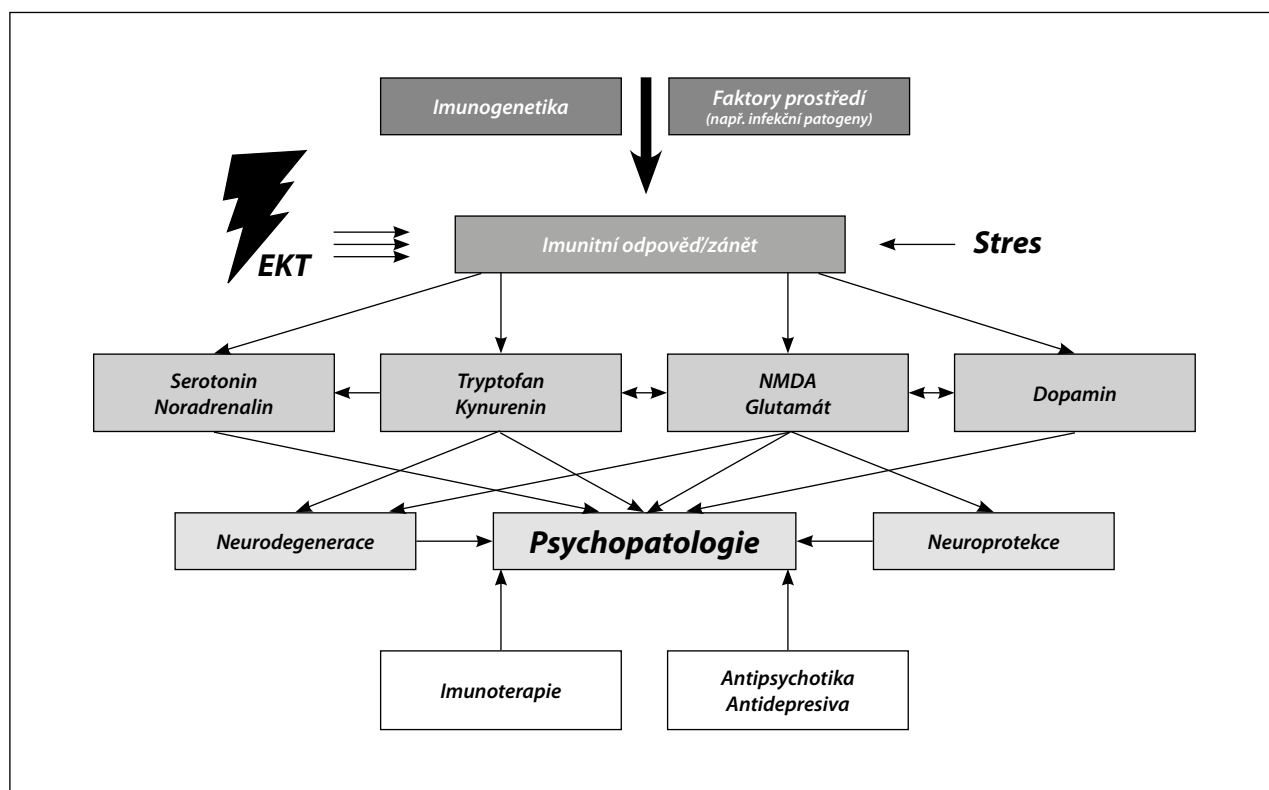 Imunogenetika
Faktory prostředí
(např. infekční patogeny)
EKT
Imunitní odpověď/zánět
Stres
Serotonin
Noradrenalin
Tryptofan
Kynurenin
NMDA
Glutamát
Dopamin
Neurodegenerace
Psychopatologie
Neuroprotekce
Imunoterapie
Antipsychotika
Antidepresiva